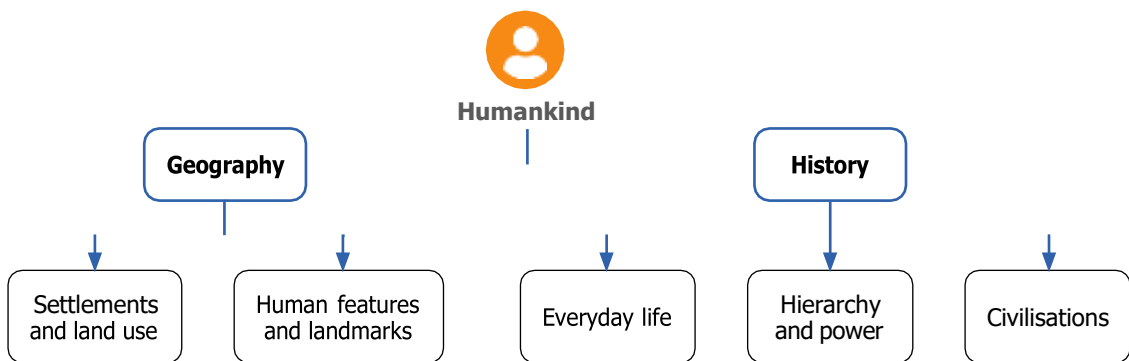 Humankind
Geography
History
Settlements
and land use
Human features
and landmarks
Everyday life
Hierarchy
and power
Civilisations